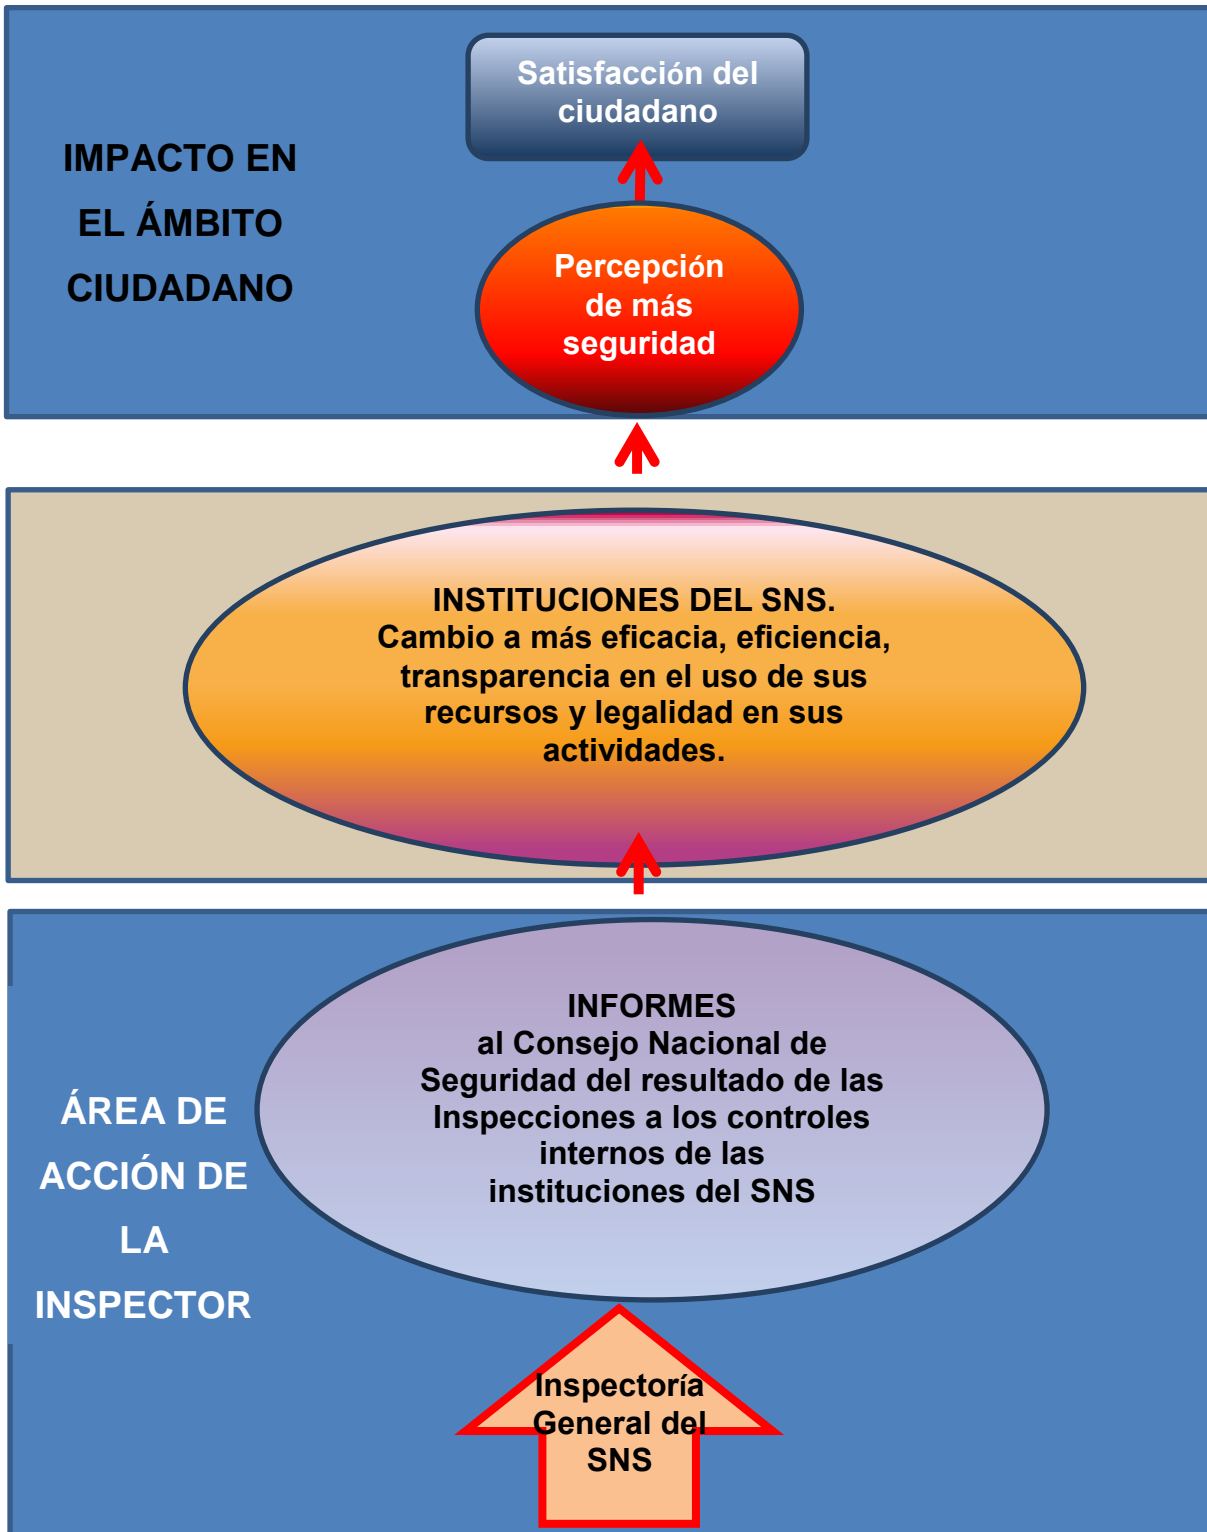 Satisfacción del
ciudadano
IMPACTO EN
EL ÁMBITO
CIUDADANO
Percepción
de más
seguridad
INSTITUCIONES DEL SNS.
Cambio a más eficacia, eficiencia,
transparencia en el uso de sus
recursos y legalidad en sus
actividades.
INFORMES
al Consejo Nacional de
Seguridad del resultado de las
Inspecciones a los controles
internos de las
instituciones del SNS
ÁREA DE
ACCIÓN DE
LA
INSPECTOR
Inspectoría
General del
SNS